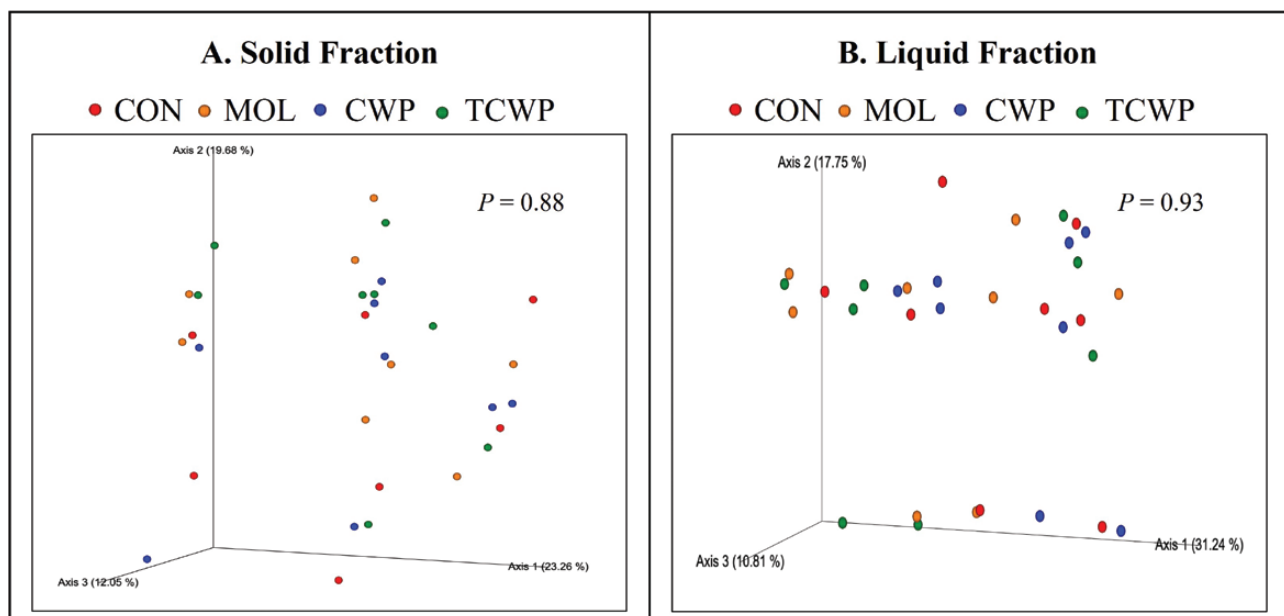 A. Solid Fraction
CON MOL CWP TCWP
Axis 2 (19.68 %)
P = 0.88
Axis 3 (12.05 %)
Axis 1 (23.26 %)
B. Liquid Fraction
CON MOL CWP TCWP
Axis 2 (17.75 %)
P = 0.93
Axis 3 (10.81 %)
Axis 1 (31.24 %)